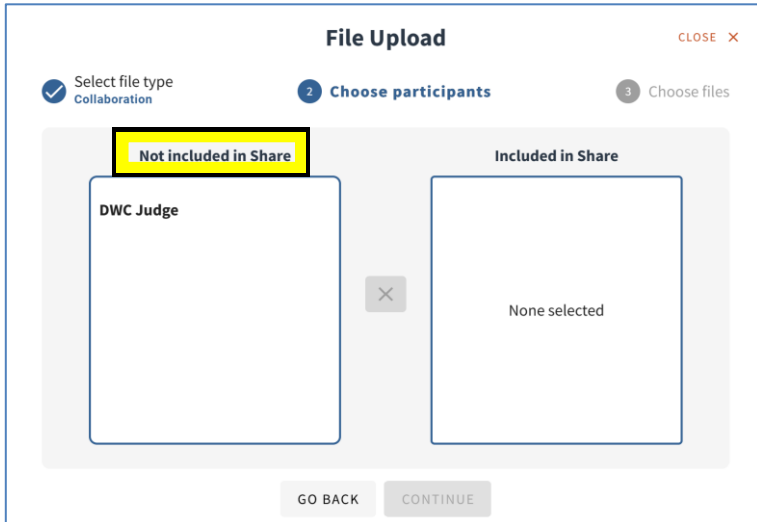 File Upload
CLOSE X
Select file type
Collaboration
2 Choose participants
3 Choose files
Not included in Share
Included in Share
DWC Judge
None selected
GO BACK
CONTINUE